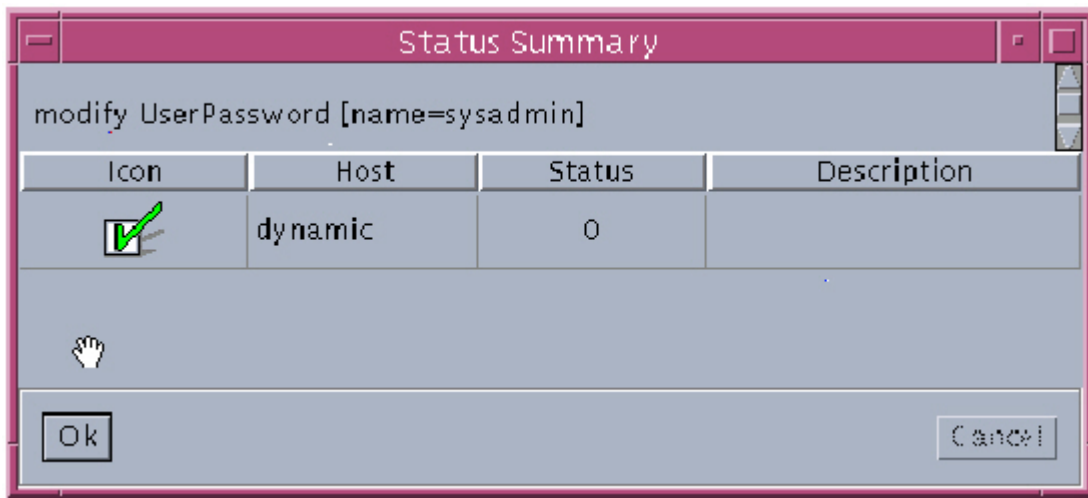 Status Summary
modify UserPassword [name=sysadmin]
Icon Host Status Description
dynamic 0
Ok Cancel